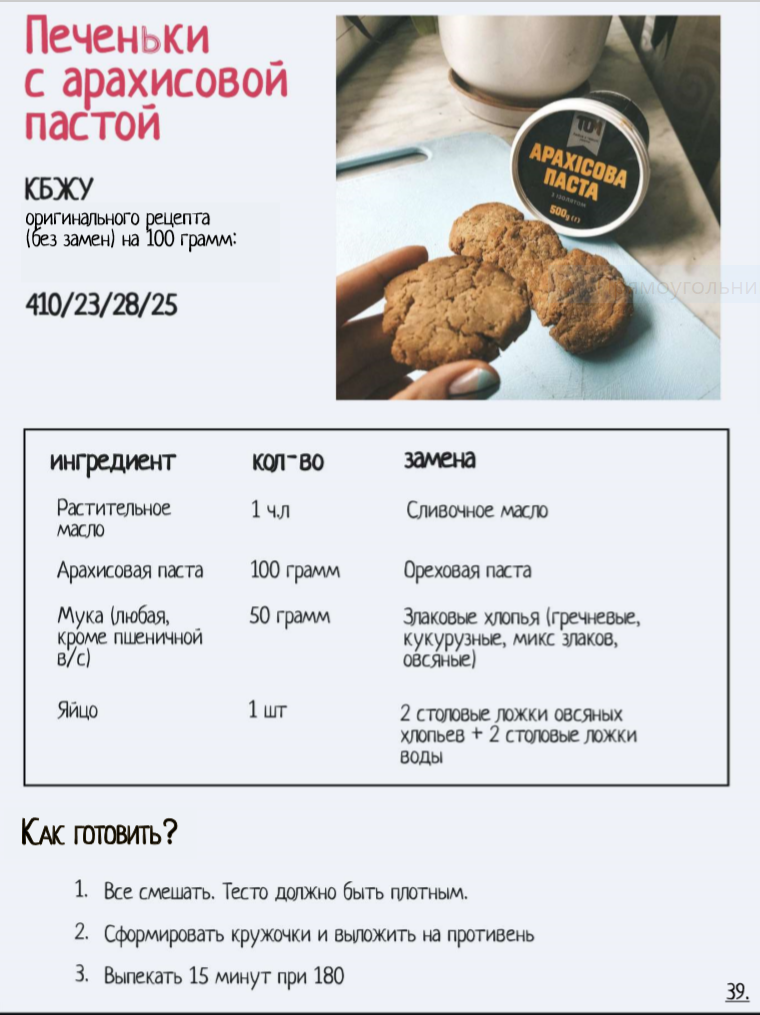 Печеньки
с арахисовой
пастой
КБЖУ
оригинального рецепта
(без замен) на 100 грамм:
410/23/28/25
ТОМ
АРАХІСОВА
ПАСТА
500г
ингредиент кол-во замена
Растительное масло 1 ч.л Сливочное масло
Арахисовая паста 100 грамм Ореховая паста
Мука (любая, кроме пшеничной в/с) 50 грамм Злаковые хлопья (гречневые, кукурузные, микс злаков, овсяные)
Яйцо 1 шт 2 столовые ложки овсяных хлопьев + 2 столовые ложки воды
Как готовить?
1. Все смешать. Тесто должно быть плотным.
2. Сформировать кружочки и выложить на противень
3. Выпекать 15 минут при 180
39.